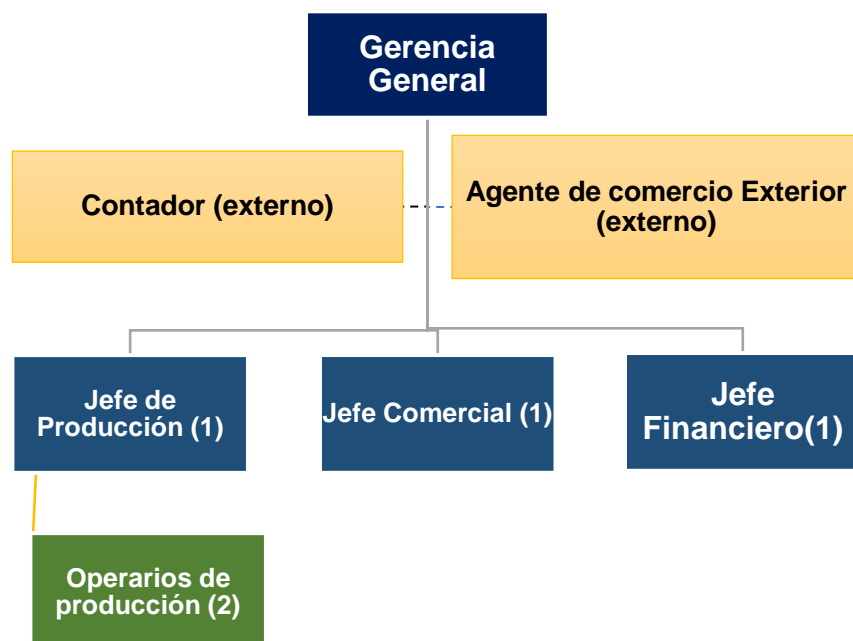 Gerencia
General
Contador (externo)
Agente de comercio Exterior
(externo)
Jefe de
Producción (1)
Jefe Comercial (1)
Jefe
Financiero(1)
Operarios de
producción (2)